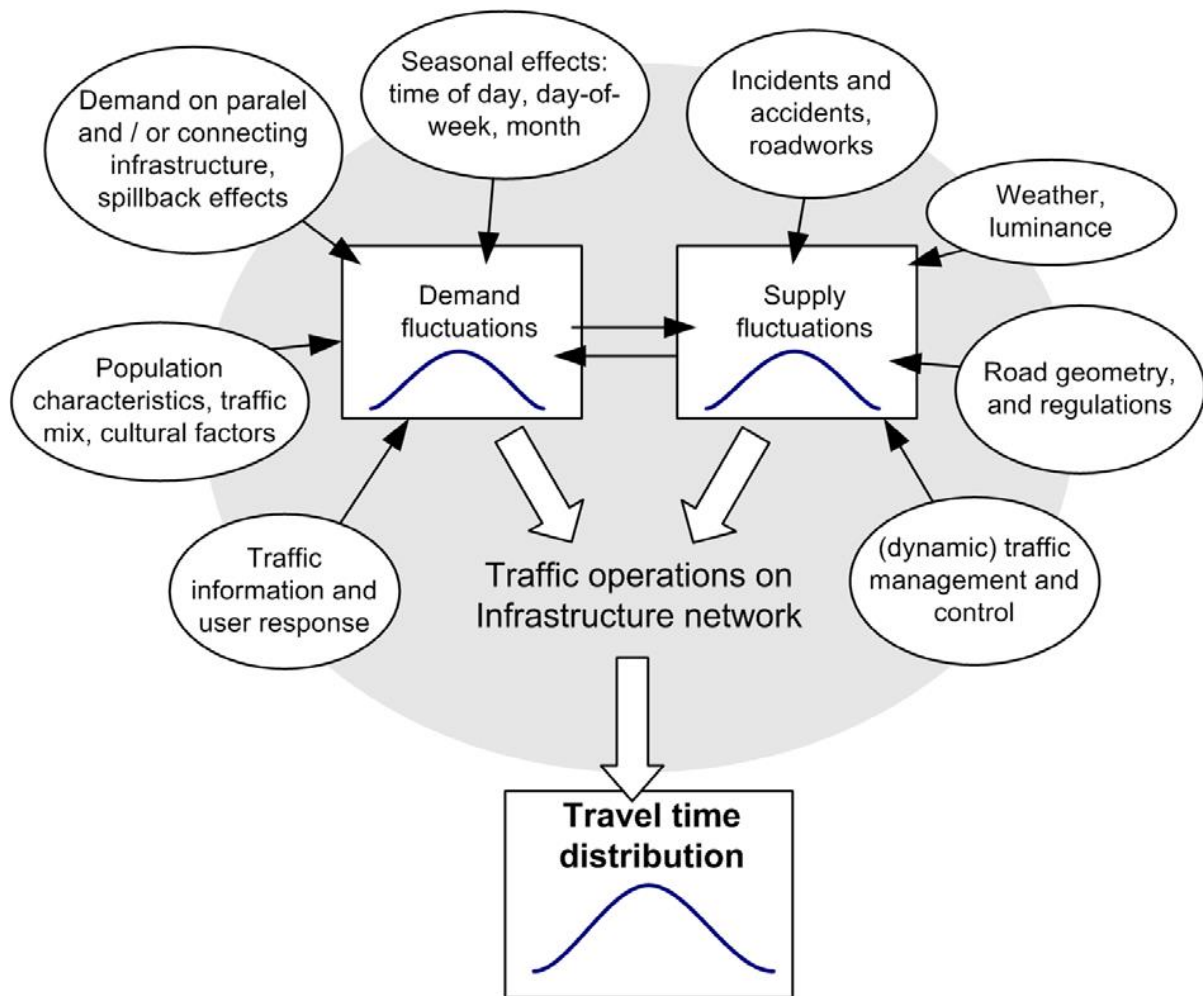 Demand on paralel
and / or connecting
infrastructure,
spillback effects
Seasonal effects:
time of day, day-of-
week, month
Incidents and
accidents,
roadworks
Weather,
luminance
Demand
fluctuations
Supply
fluctuations
Population
characteristics, traffic
mix, cultural factors
Road geometry,
and regulations
Traffic
information and
user response
(dynamic) traffic
management and
control
Traffic operations on
Infrastructure network
Travel time
distribution